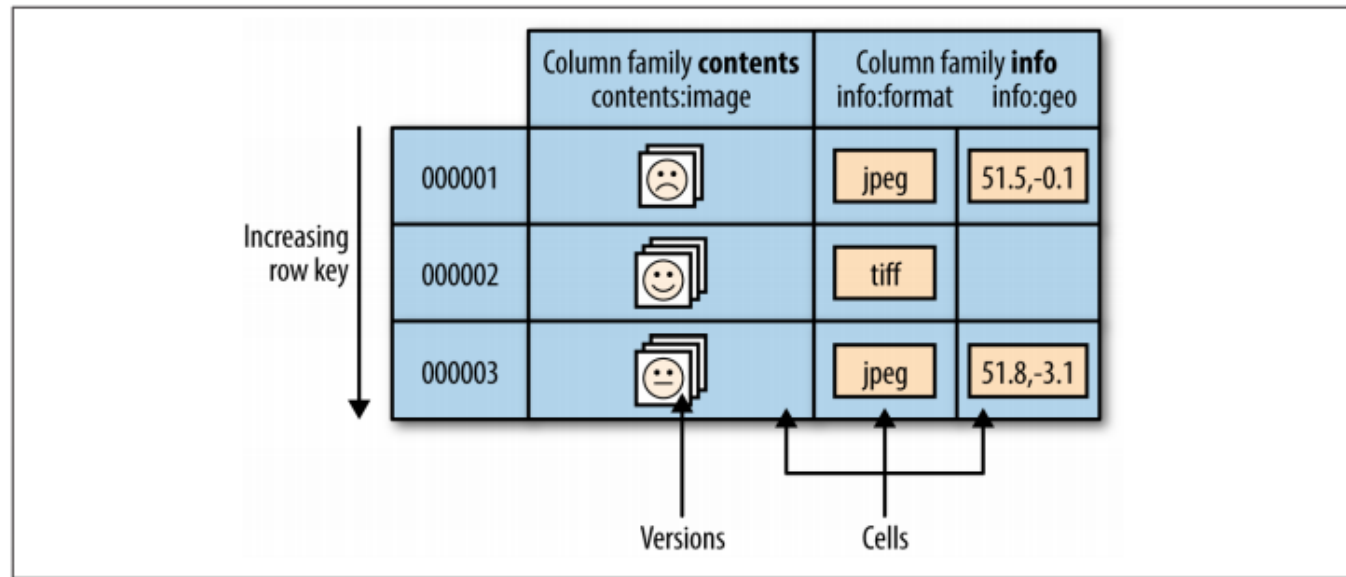 Column family contents
contents:image
Column family info
info:format info:geo
000001
jpeg
51.5,-0.1
Increasing
row key
000002
tiff
000003
jpeg
51.8,-3.1
Versions
Cells